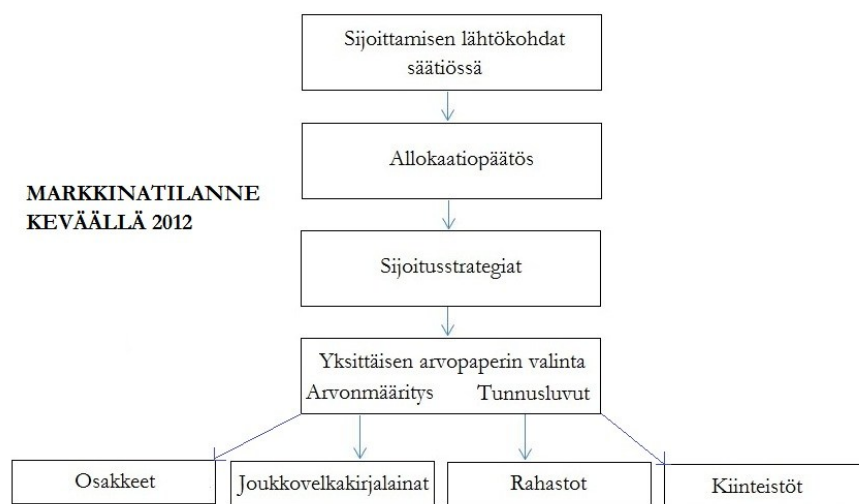 Sijoittamisen lähtökohdat
säätiössä
Allokaatiopäätös
MARKKINATILANNE
KEVÄÄLLÄ 2012
Sijoitusstrategiat
Yksittäisen arvopaperin valinta
Arvonmääritys Tunnusluvut
Osakkeet Joukkovelkakirjalainat Rahastot Kiinteistöt